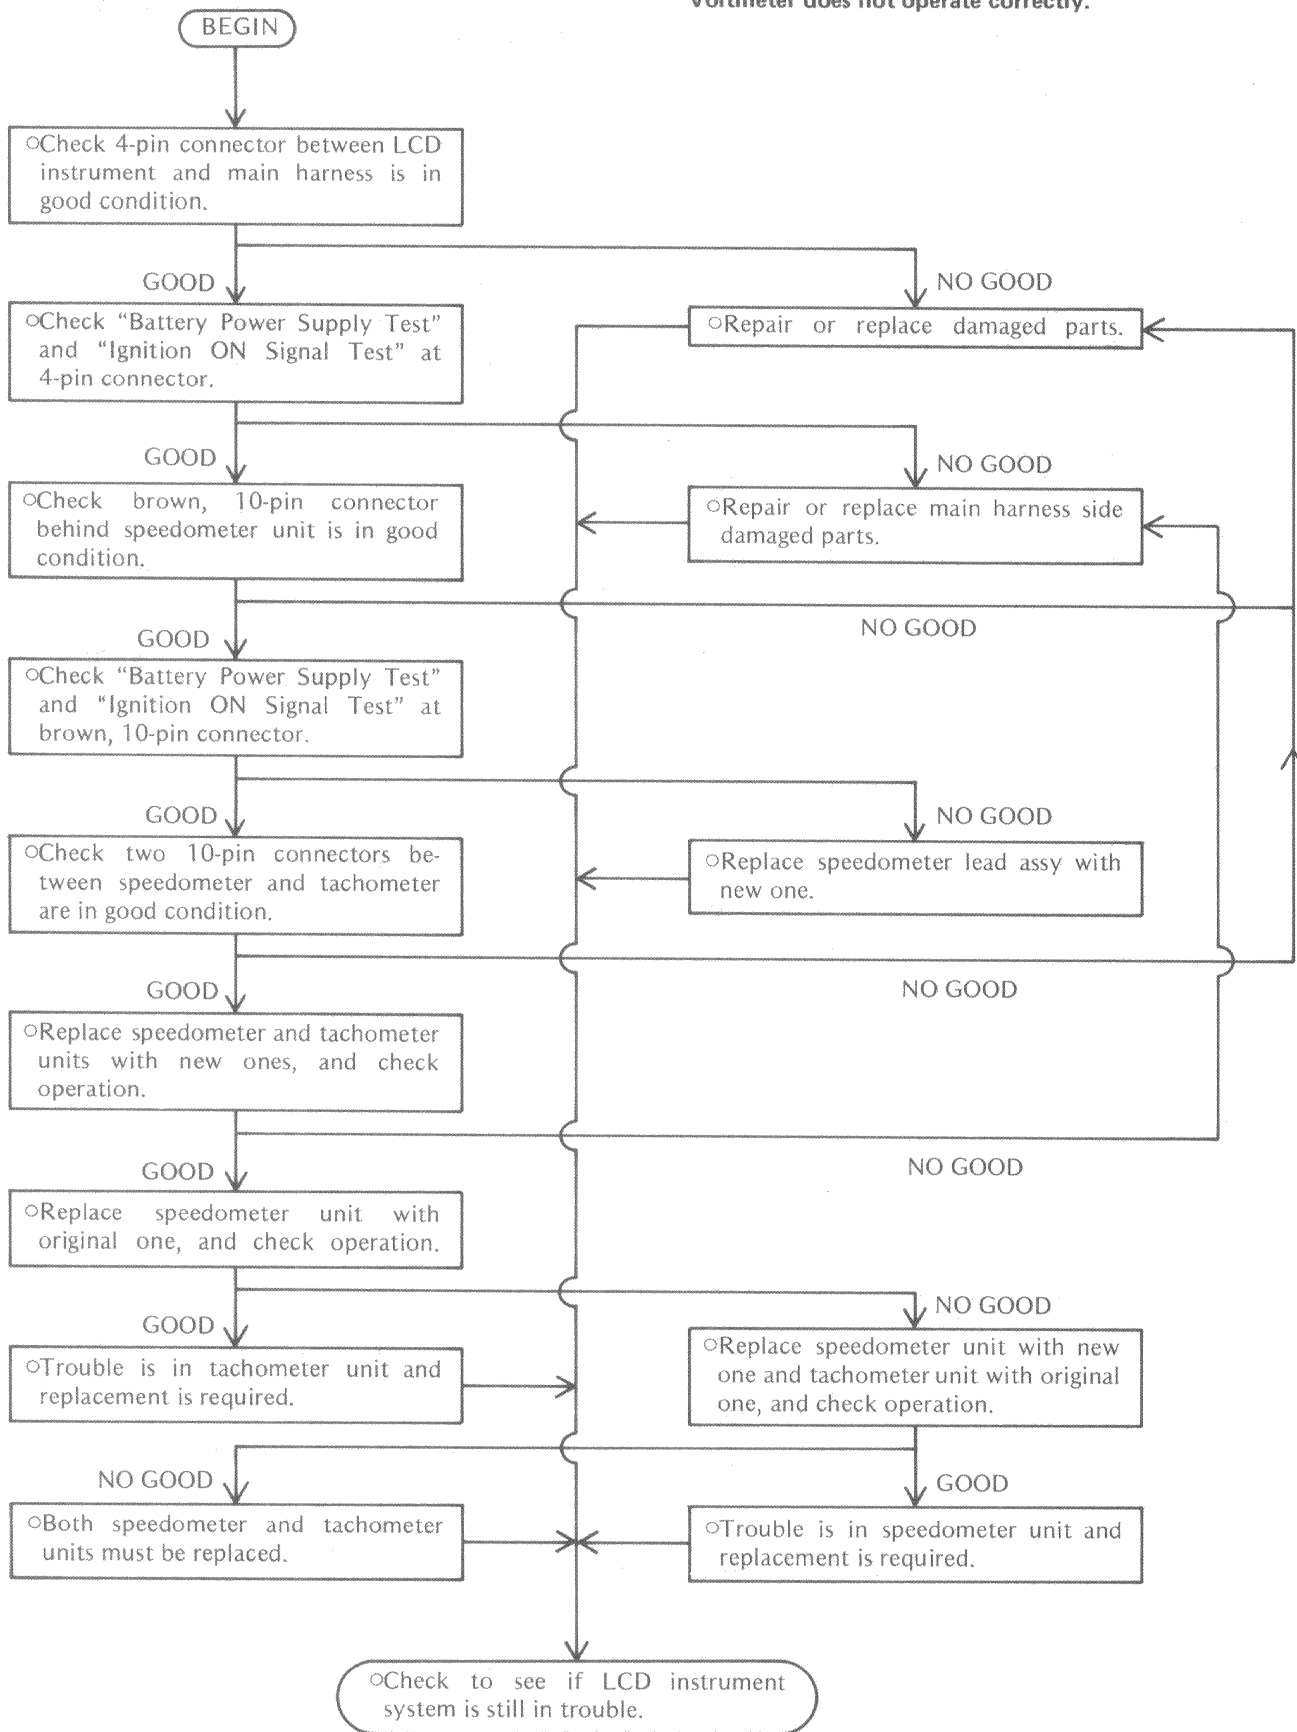 Voltmeter does not operate correctly.
BEGIN
○Check 4-pin connector between LCD
instrument and main harness is in
good condition.
GOOD
NO GOOD
○Check “Battery Power Supply Test”
and “Ignition ON Signal Test” at
4-pin connector.
○Repair or replace damaged parts.
GOOD
NO GOOD
○Check brown, 10-pin connector
behind speedometer unit is in good
condition.
○Repair or replace main harness side
damaged parts.
GOOD
NO GOOD
○Check “Battery Power Supply Test”
and “Ignition ON Signal Test” at
brown, 10-pin connector.
GOOD
NO GOOD
○Check two 10-pin connectors be-
tween speedometer and tachometer
are in good condition.
○Replace speedometer lead assy with
new one.
GOOD
NO GOOD
○Replace speedometer and tachometer
units with new ones, and check
operation.
GOOD
NO GOOD
○Replace speedometer unit with
original one, and check operation.
GOOD
NO GOOD
○Trouble is in tachometer unit and
replacement is required.
○Replace speedometer unit with new
one and tachometer unit with original
one, and check operation.
NO GOOD
GOOD
○Both speedometer and tachometer
units must be replaced.
○Trouble is in speedometer unit and
replacement is required.
○Check to see if LCD instrument
system is still in trouble.